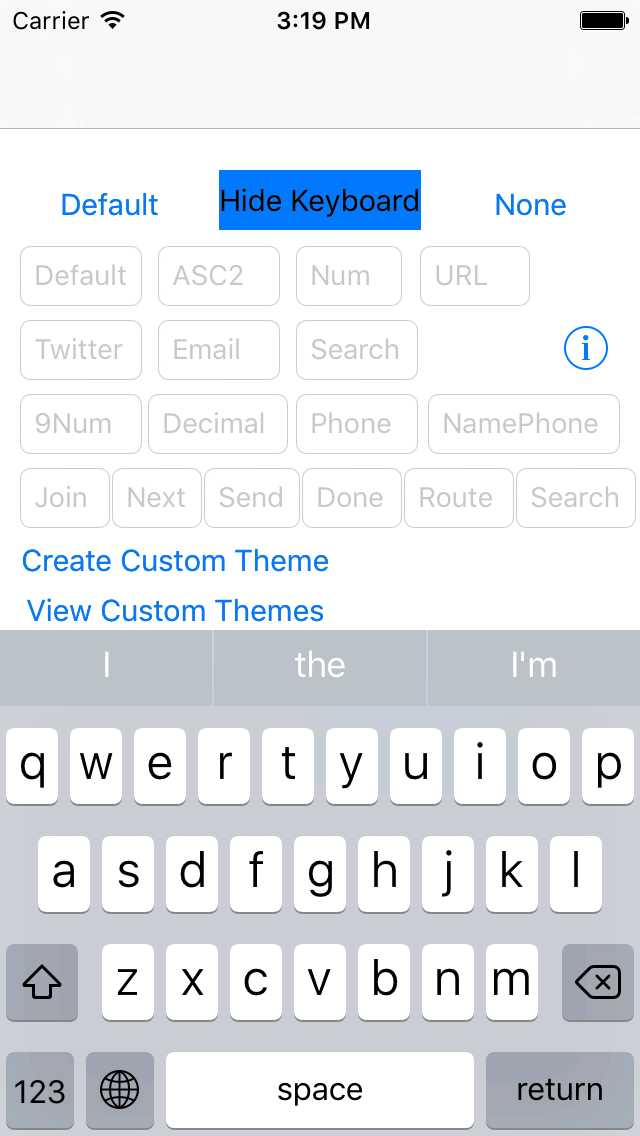 Carrier 3:19 PM
Default Hide Keyboard None
Default ASC2 Num URL
Twitter Email Search i
9Num Decimal Phone NamePhone
Join Next Send Done Route Search
Create Custom Theme
View Custom Themes
I the I'm
q w e r t y u i o p
a s d f g h j k l
z x c v b n m
123 space return